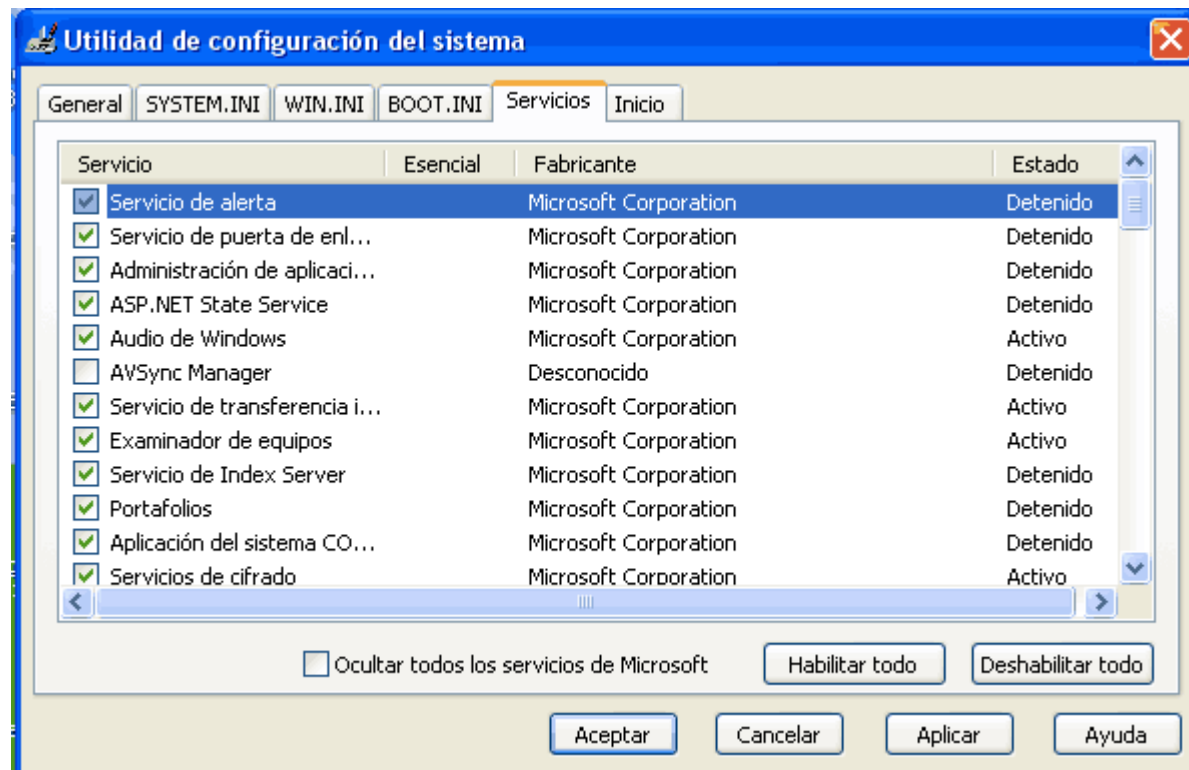 Utilidad de configuración del sistema
General SYSTEM.INI WIN.INI BOOT.INI Servicios Inicio
Servicio Esencial Fabricante Estado
Servicio de alerta Microsoft Corporation Detenido
Servicio de puerta de enl... Microsoft Corporation Detenido
Administración de aplicaci... Microsoft Corporation Detenido
ASP.NET State Service Microsoft Corporation Detenido
Audio de Windows Microsoft Corporation Activo
AVSync Manager Desconocido Detenido
Servicio de transferencia i... Microsoft Corporation Activo
Examinador de equipos Microsoft Corporation Activo
Servicio de Index Server Microsoft Corporation Detenido
Portafolios Microsoft Corporation Detenido
Aplicación del sistema CO... Microsoft Corporation Detenido
Servicios de cifrado Microsoft Corporation Activo
Ocultar todos los servicios de Microsoft Habilitar todo Deshabilitar todo
Aceptar Cancelar Aplicar Ayuda